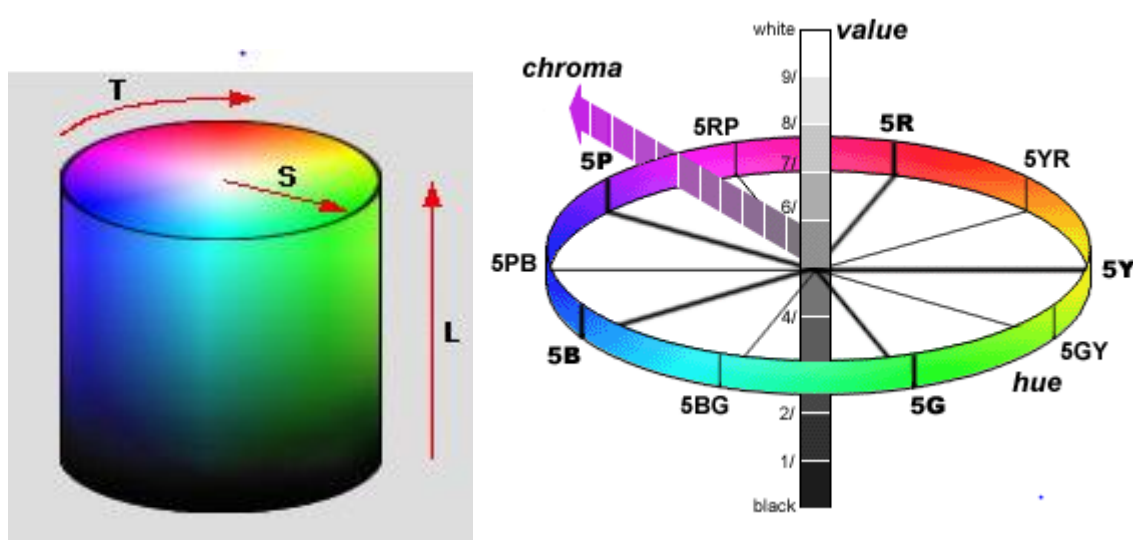 T
S
L
white
value
chroma
9/
8/
5RP
5R
5P
7/
5YR
6/
5PB
5Y
4/
5B
5GY
hue
5BG
5G
2/
1/
black